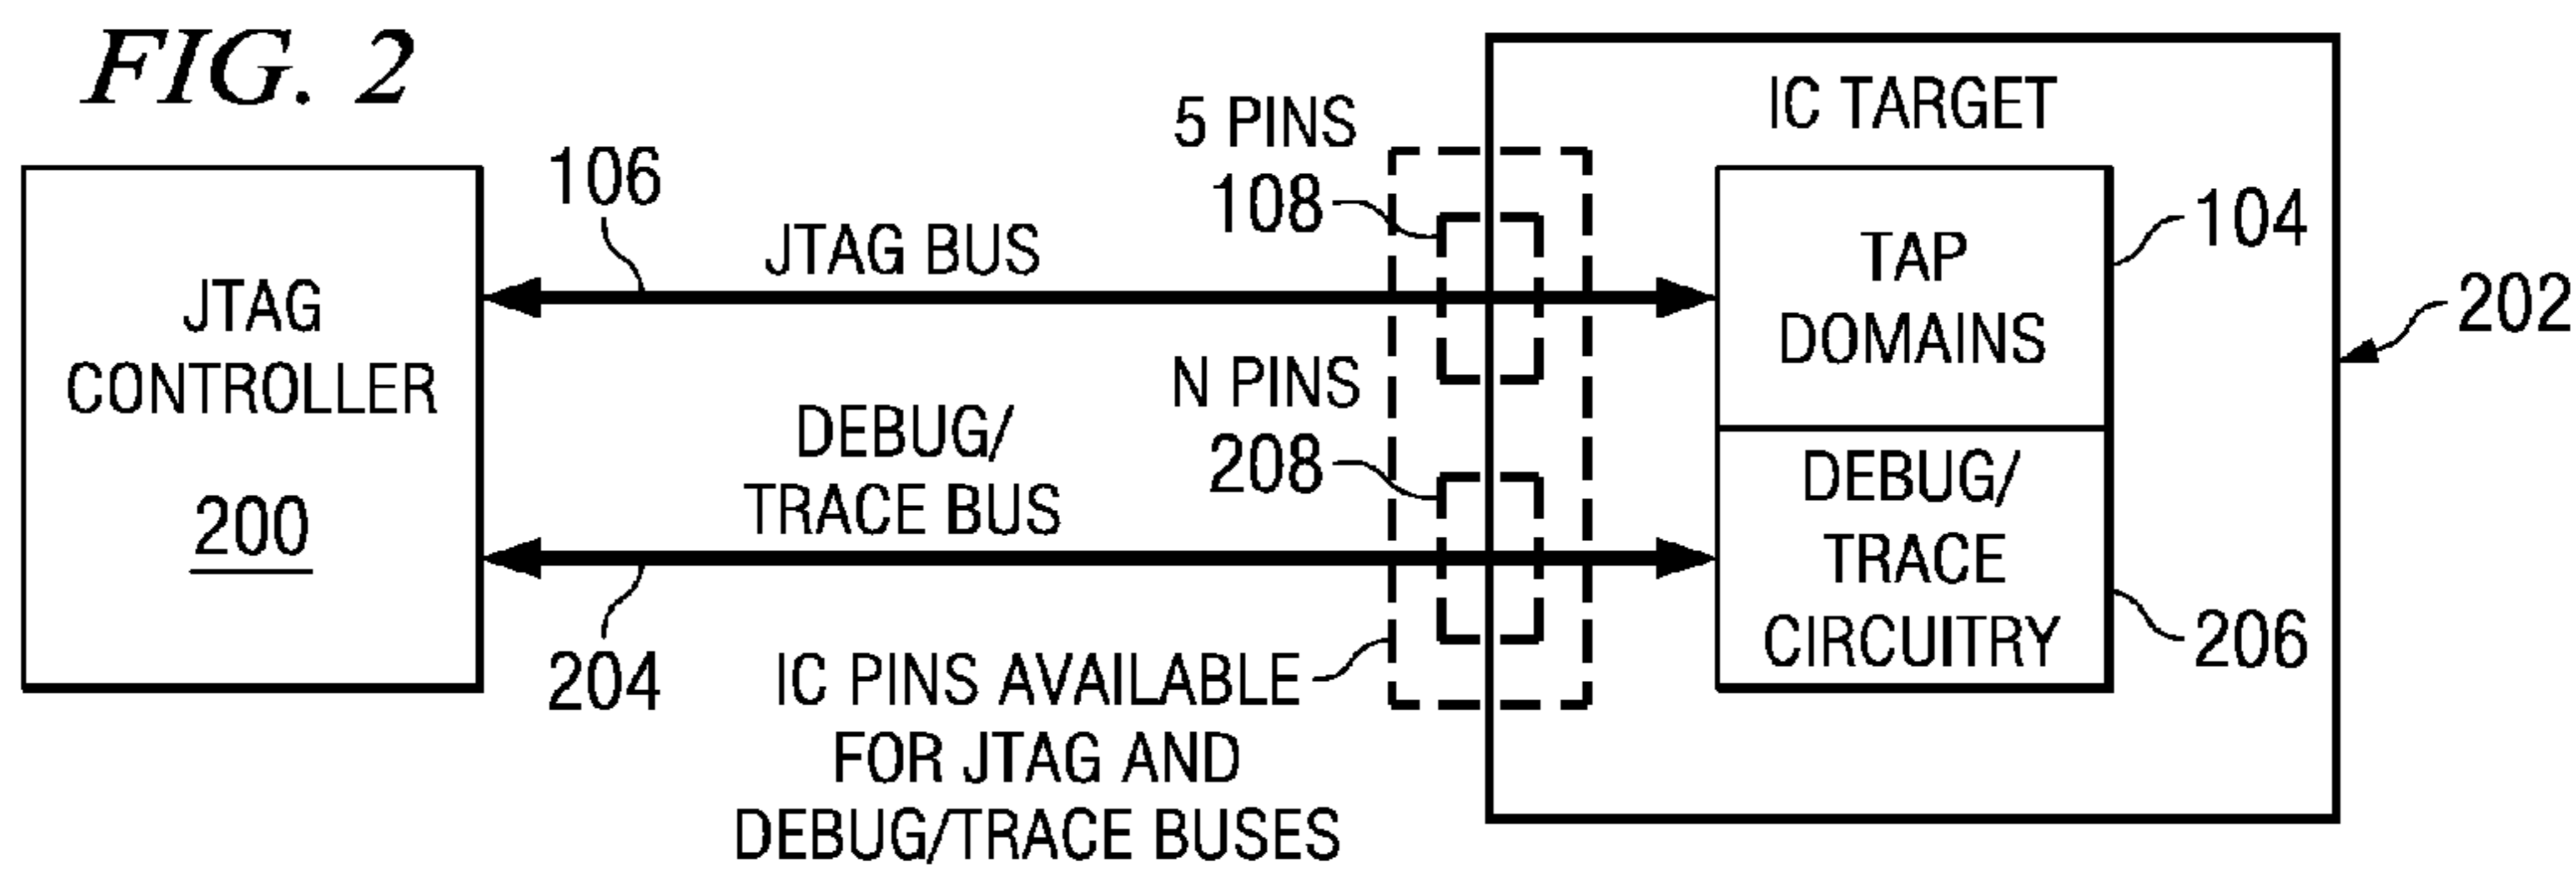 FIG. 2
JTAG
CONTROLLER
200
106
JTAG BUS
DEBUG/
TRACE BUS
204
5 PINS
108
N PINS
208
IC PINS AVAILABLE
FOR JTAG AND
DEBUG/TRACE BUSES
IC TARGET
TAP
DOMAINS
DEBUG/
TRACE
CIRCUITRY
104
206
202